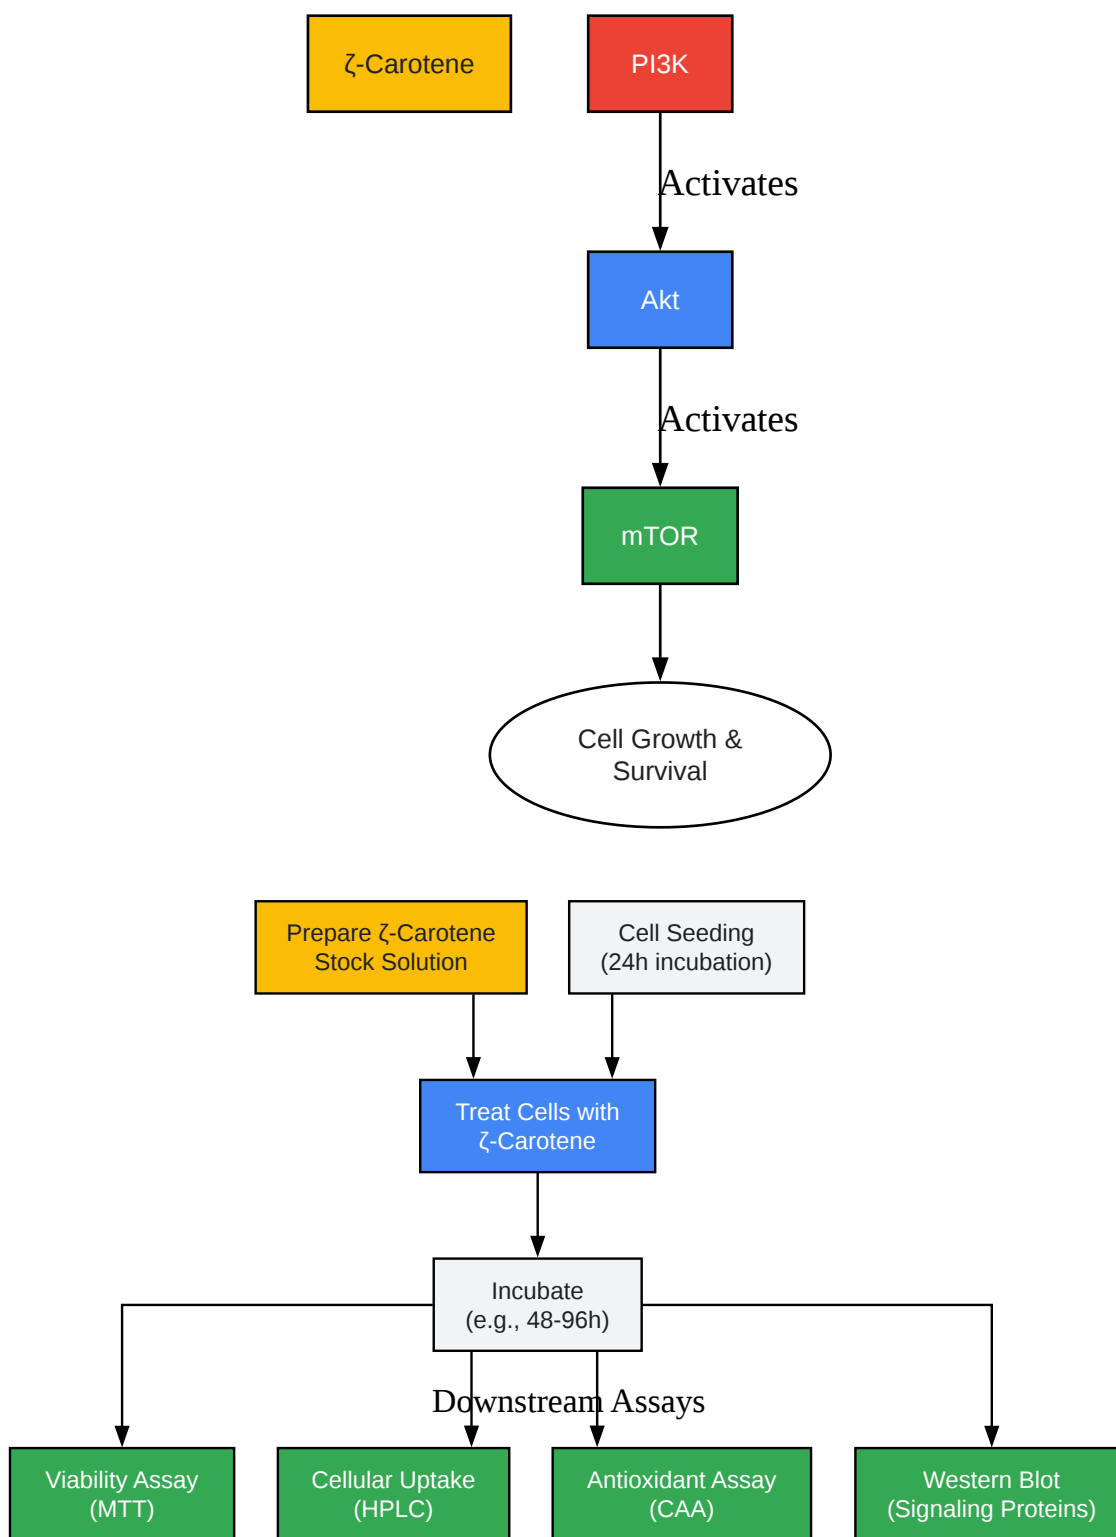 ζ-Carotene
PI3K
Activates
Akt
Activates
mTOR
Cell Growth &
Survival
Prepare ζ-Carotene
Stock Solution
Cell Seeding
(24h incubation)
Treat Cells with
ζ-Carotene
Incubate
(e.g., 48-96h)
Downstream Assays
Viability Assay
(MTT)
Cellular Uptake
(HPLC)
Antioxidant Assay
(CAA)
Western Blot
(Signaling Proteins)